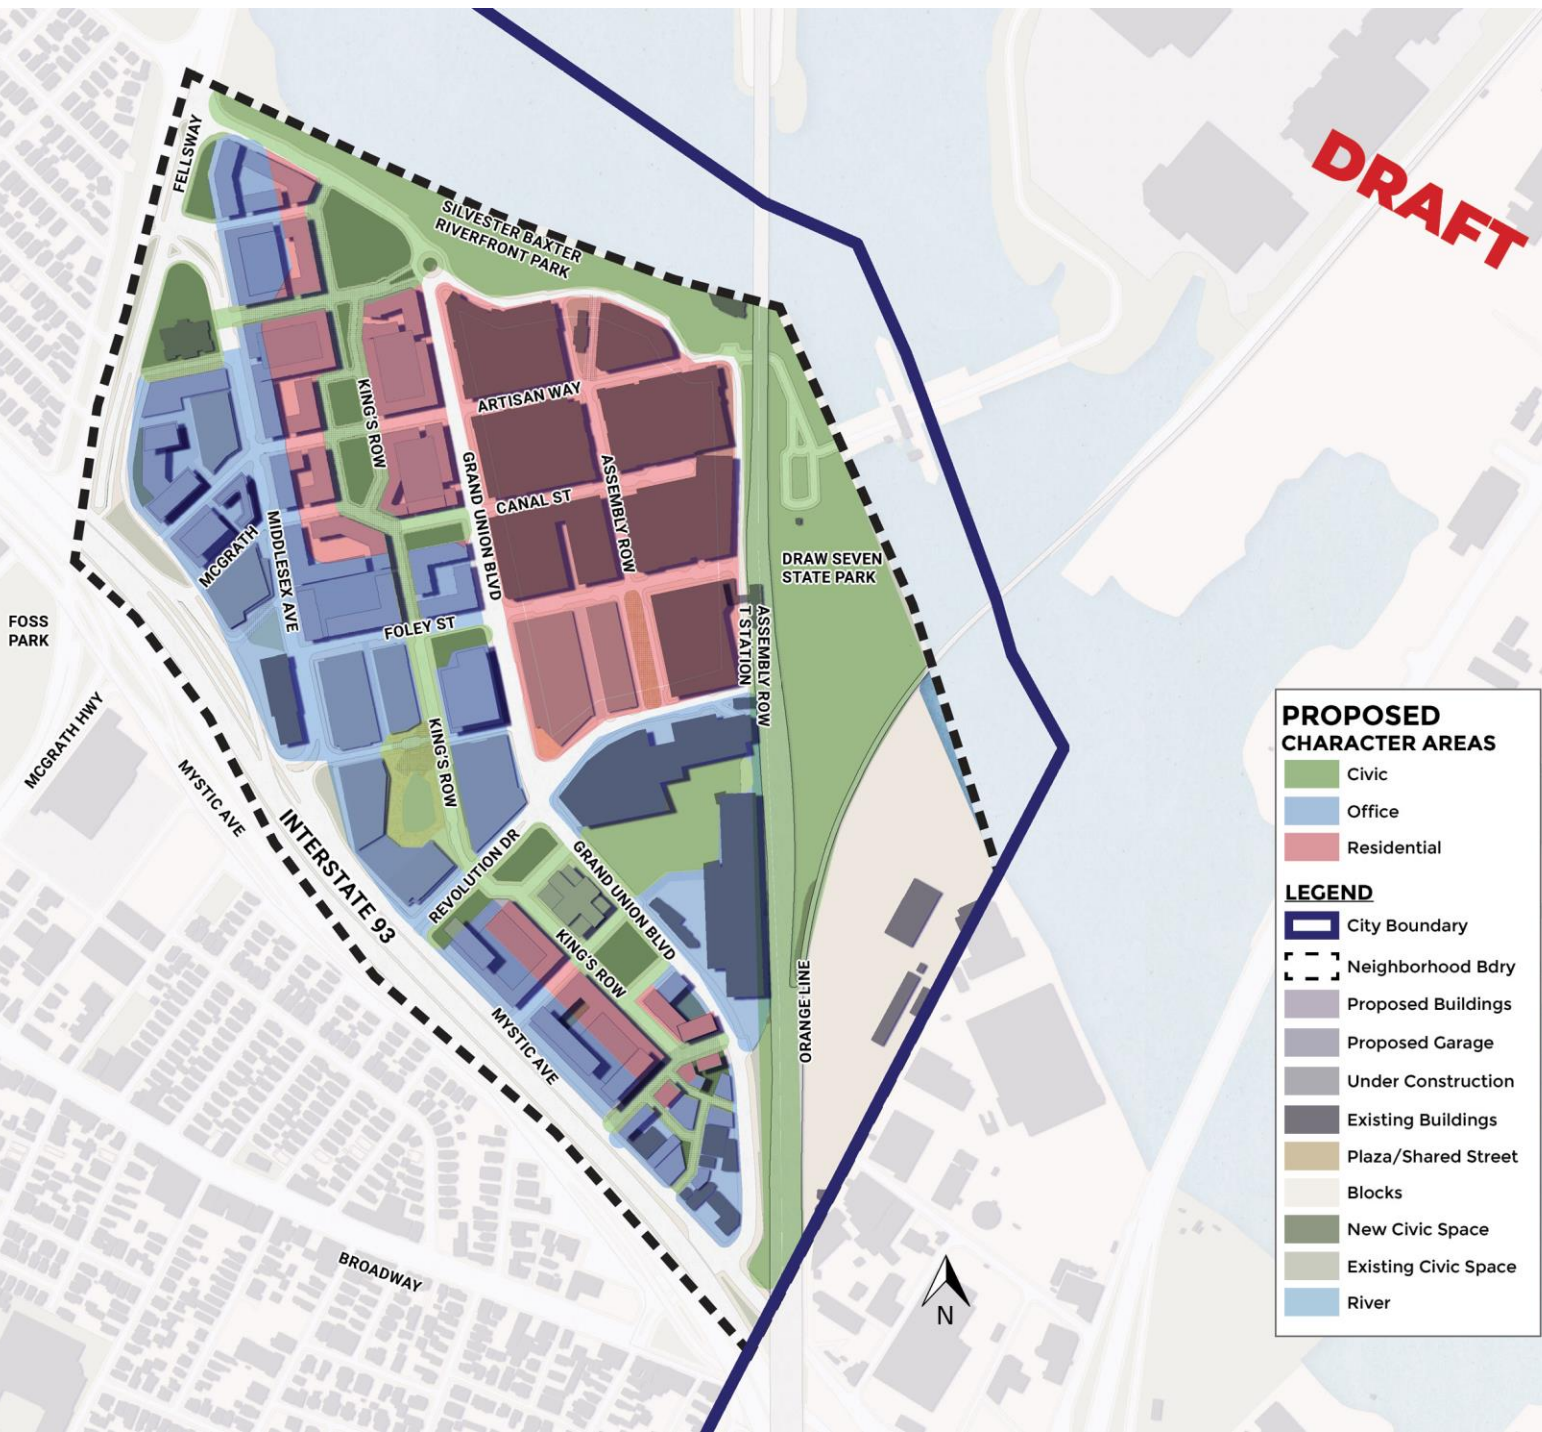 DRAFT
FELLSWAY
SILVESTER BAXTER
RIVERFRONT PARK
ARTISAN WAY
KING'S ROW
GRAND UNION BLVD
ASSEMBLY ROW
CANAL ST
MIDDLESEX AVE
MCGRATH
DRAW SEVEN
STATE PARK
FOSS
PARK
FOLEY ST
ASSEMBLY ROW
T STATION
MCGRATH HWY
KING'S ROW
MYSTIC AVE
INTERSTATE 93
REVOLUTION DR
GRAND UNION BLVD
KING'S ROW
ORANGE LINE
MYSTIC AVE
BROADWAY
N
PROPOSED
CHARACTER AREAS
Civic
Office
Residential
LEGEND
City Boundary
Neighborhood Bdry
Proposed Buildings
Proposed Garage
Under Construction
Existing Buildings
Plaza/Shared Street
Blocks
New Civic Space
Existing Civic Space
River